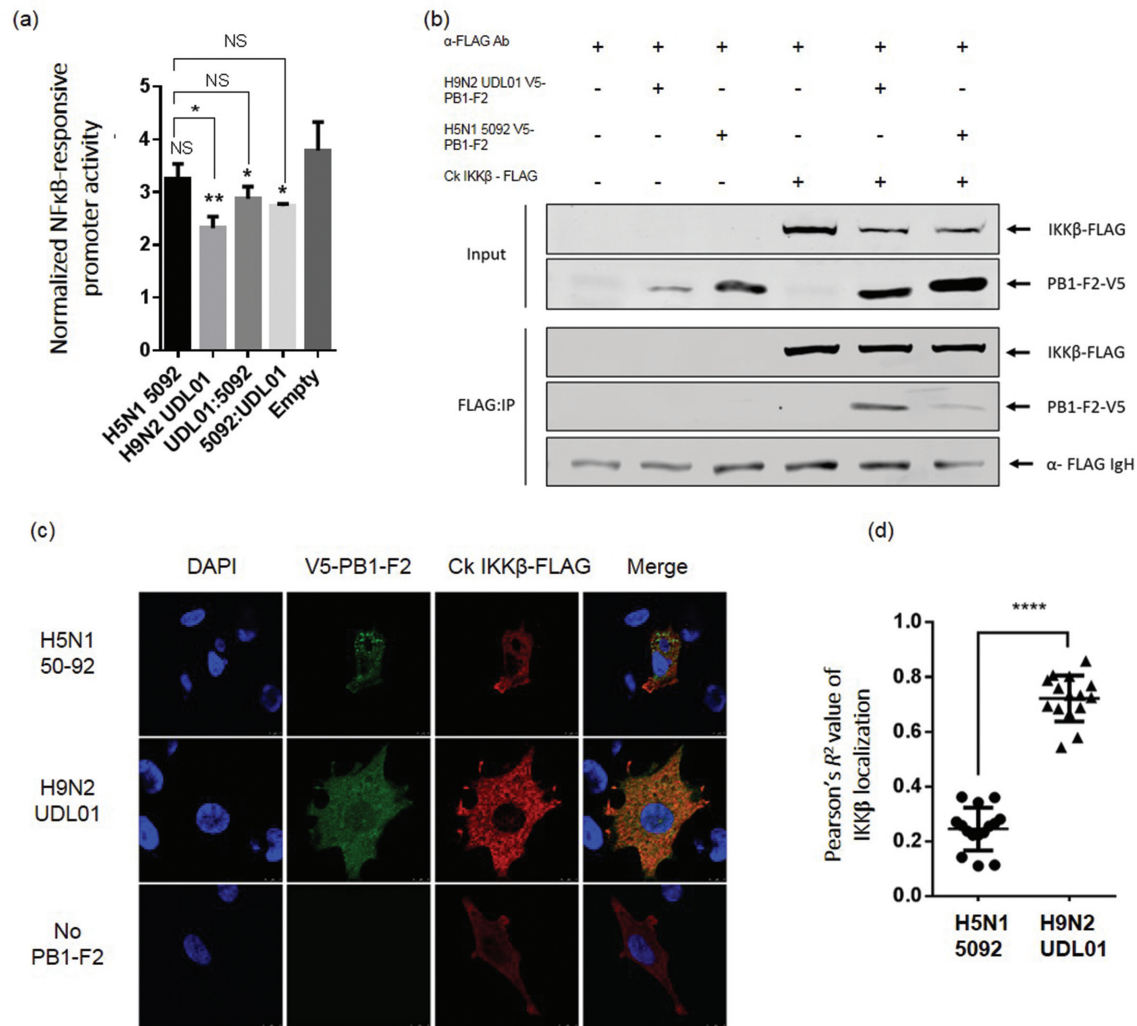 (a)
NS
NS
*
NS
**
*
*
5
4
3
2
1
0
Normalized NFκB-responsive
promoter activity
H5N1 5092
H9N2 UDL01
UDL01:5092
5092:UDL01
Empty
(b)
α-FLAG Ab + + + + + +
H9N2 UDL01 V5-
PB1-F2 - + - - + -
H5N1 5092 V5-
PB1-F2 - - + - - +
Ck IKKβ - FLAG - - - + + +
Input
IKKβ-FLAG
PB1-F2-V5
FLAG:IP
IKKβ-FLAG
PB1-F2-V5
α- FLAG IgH
(c)
DAPI V5-PB1-F2 Ck IKKβ-FLAG Merge
H5N1
50-92
H9N2
UDL01
No
PB1-F2
(d)
****
1.0
0.8
0.6
0.4
0.2
0.0
Pearson's R² value of
IKKβ localization
H5N1
5092
H9N2
UDL01